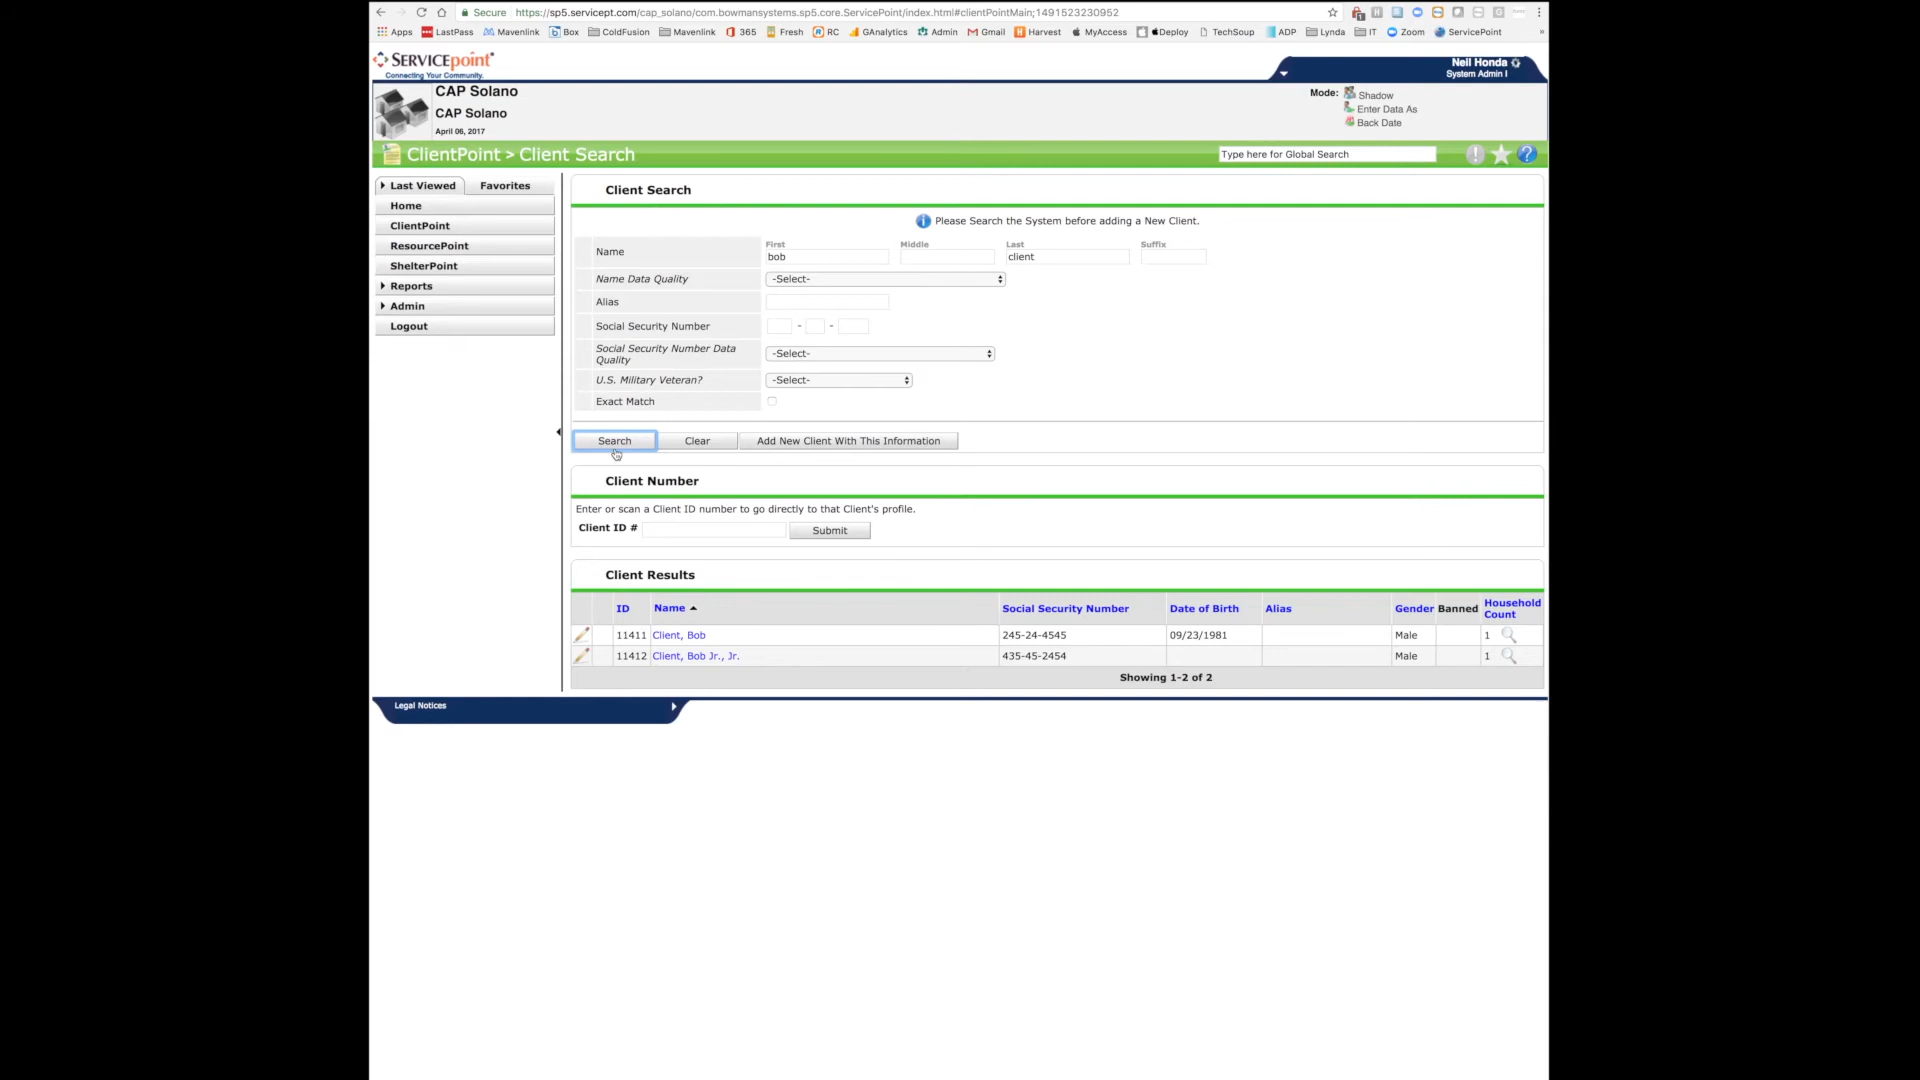 Secure https://sp5.servicept.com/cap_solano/com.bowmansystems.sp5.core.ServicePoint/index.html#clientPointMain;1491523230952
Apps LastPass Mavenlink Box ColdFusion Mavenlink 365 Fresh RC GAnalytics Admin Gmail Harvest MyAccess Deploy TechSoup ADP Lynda IT Zoom ServicePoint »
SERVICEpoint
Connecting Your Community.
Neil Honda
System Admin I
CAP Solano
CAP Solano
April 06, 2017
Mode: Shadow
Enter Data As
Back Date
ClientPoint > Client Search
Type here for Global Search
Last Viewed Favorites
Home
ClientPoint
ResourcePoint
ShelterPoint
Reports
Admin
Logout
Client Search
Please Search the System before adding a New Client.
First Middle Last Suffix
Name bob client
Name Data Quality -Select-
Alias
Social Security Number - -
Social Security Number Data Quality -Select-
U.S. Military Veteran? -Select-
Exact Match
Search Clear Add New Client With This Information
Client Number
Enter or scan a Client ID number to go directly to that Client's profile.
Client ID # Submit
Client Results
ID Name Social Security Number Date of Birth Alias Gender Banned Household Count
11411 Client, Bob 245-24-4545 09/23/1981 Male 1
11412 Client, Bob Jr., Jr. 435-45-2454 Male 1
Showing 1-2 of 2
Legal Notices